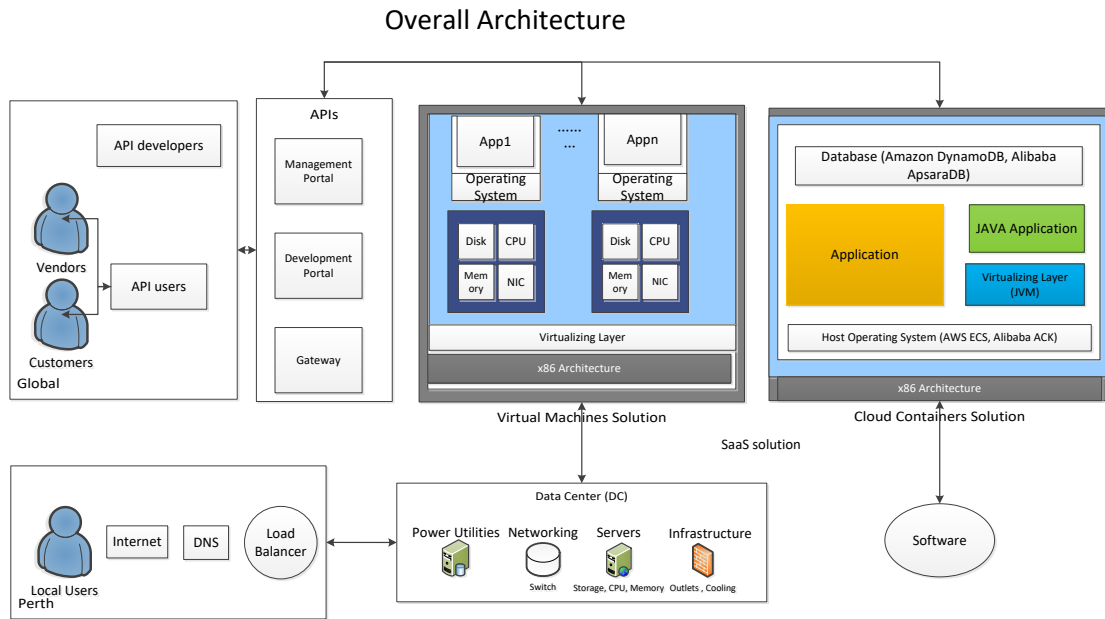 Overall Architecture
API developers
Vendors
API users
Customers
Global
APIs
Management
Portal
Development
Portal
Gateway
App1
......
...
Appn
Operating
System
Operating
System
Disk
CPU
Mem
ory
NIC
Disk
CPU
Mem
ory
NIC
Virtualizing Layer
x86 Architecture
Virtual Machines Solution
Database (Amazon DynamoDB, Alibaba
ApsaraDB)
Application
JAVA Application
Virtualizing Layer
(JVM)
Host Operating System (AWS ECS, Alibaba ACK)
x86 Architecture
Cloud Containers Solution
SaaS solution
Software
Local Users
Perth
Internet
DNS
Load
Balancer
Data Center (DC)
Power Utilities
Networking
Switch
Servers
Storage, CPU, Memory
Infrastructure
Outlets , Cooling